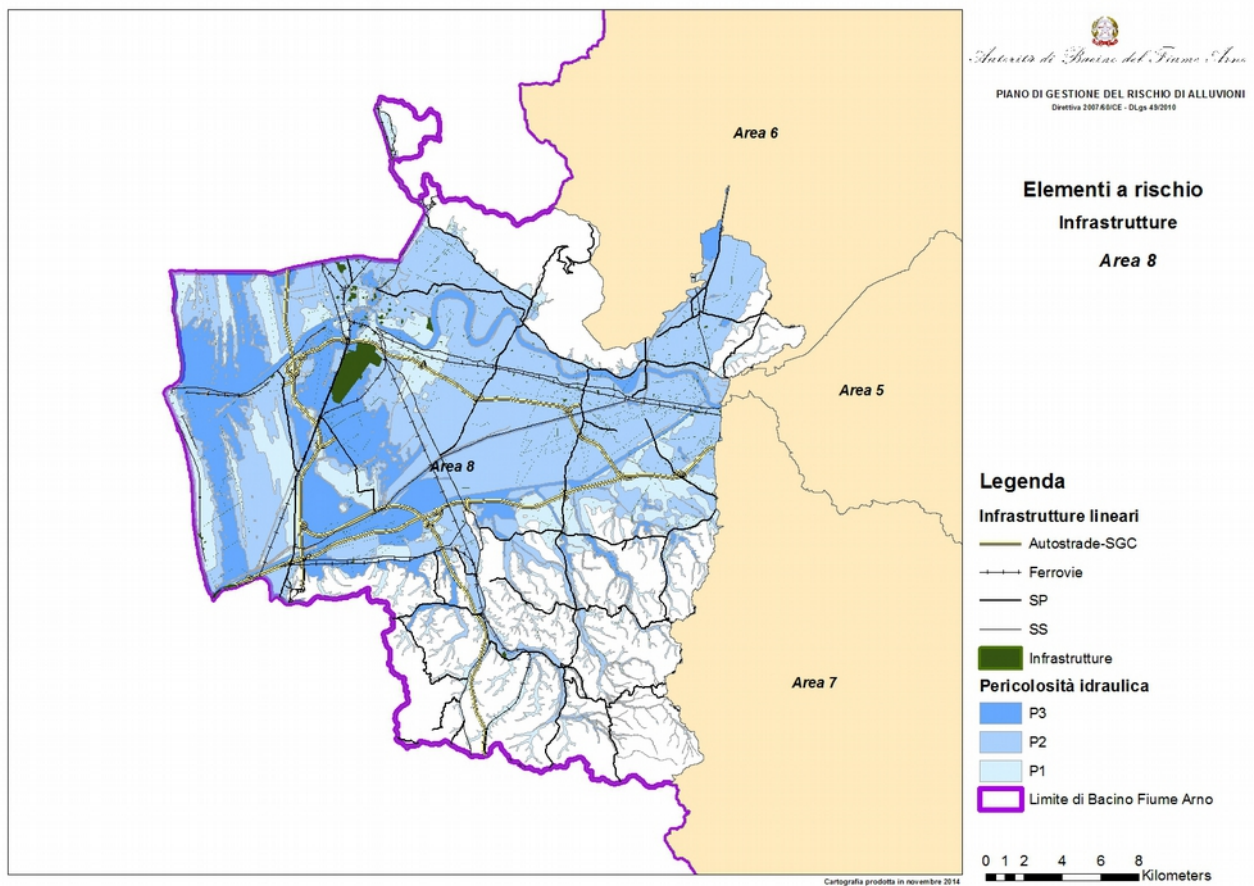 Autorità di Bacino del Fiume Arno
PIANO DI GESTIONE DEL RISCHIO DI ALLUVIONI
Direttiva 2007/60/CE - DLgs 49/2010
Elementi a rischio
Infrastrutture
Area 8
Area 6
Area 5
Area 8
Area 7
Legenda
Infrastrutture lineari
Autostrade-SGC
Ferrovie
SP
SS
Infrastrutture
Pericolosità idraulica
P3
P2
P1
Limite di Bacino Fiume Arno
0 1 2 4 6 8
Kilometers
Cartografia prodotta in novembre 2014